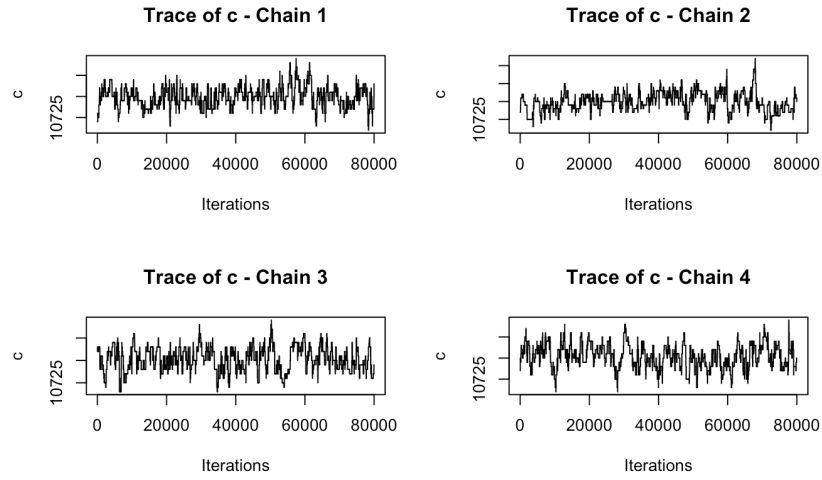 Trace of c - Chain 1
c
10725
0 20000 40000 60000 80000
Iterations
Trace of c - Chain 2
c
10725
0 20000 40000 60000 80000
Iterations
Trace of c - Chain 3
c
10725
0 20000 40000 60000 80000
Iterations
Trace of c - Chain 4
c
10725
0 20000 40000 60000 80000
Iterations